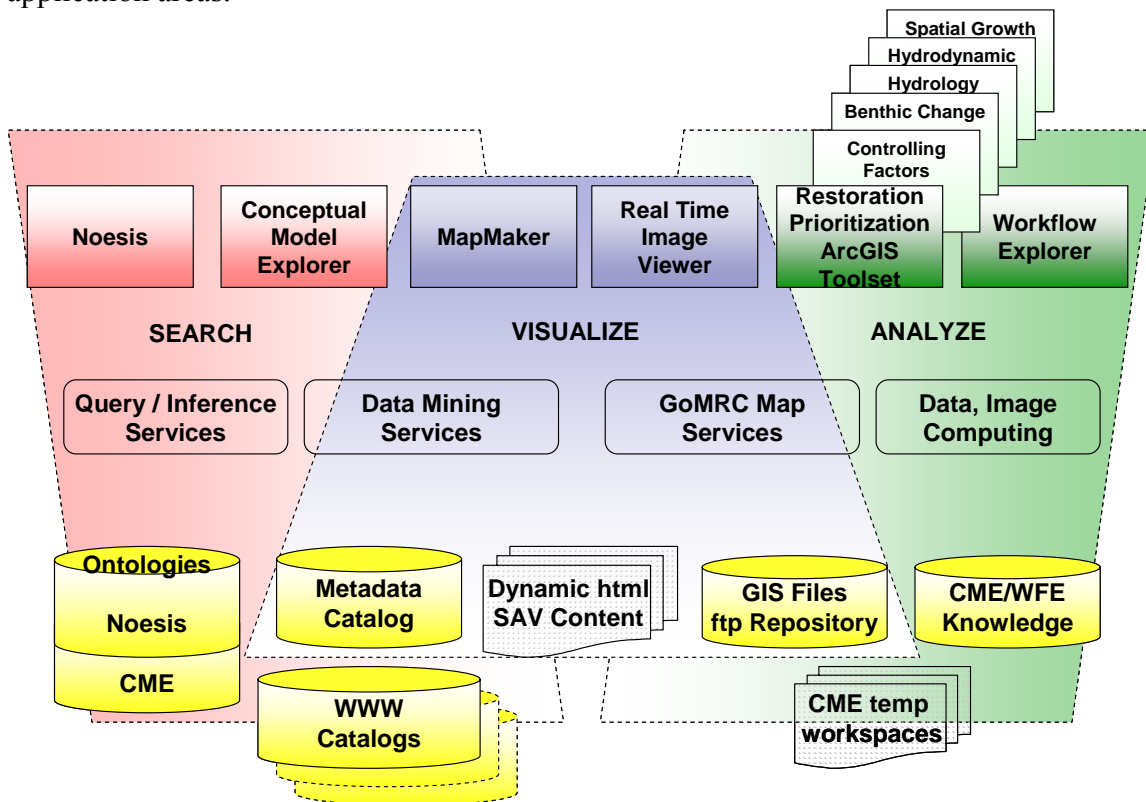 application areas.
Spatial Growth
Hydrodynamic
Hydrology
Benthic Change
Controlling
Factors
Noesis
Conceptual
Model
Explorer
MapMaker
Real Time
Image
Viewer
Restoration
Prioritization
ArcGIS
Toolset
Workflow
Explorer
SEARCH
VISUALIZE
ANALYZE
Query / Inference
Services
Data Mining
Services
GoMRC Map
Services
Data, Image
Computing
Ontologies
Noesis
CME
Metadata
Catalog
Dynamic html
SAV Content
GIS Files
ftp Repository
CME/WFE
Knowledge
WWW
Catalogs
CME temp
workspaces